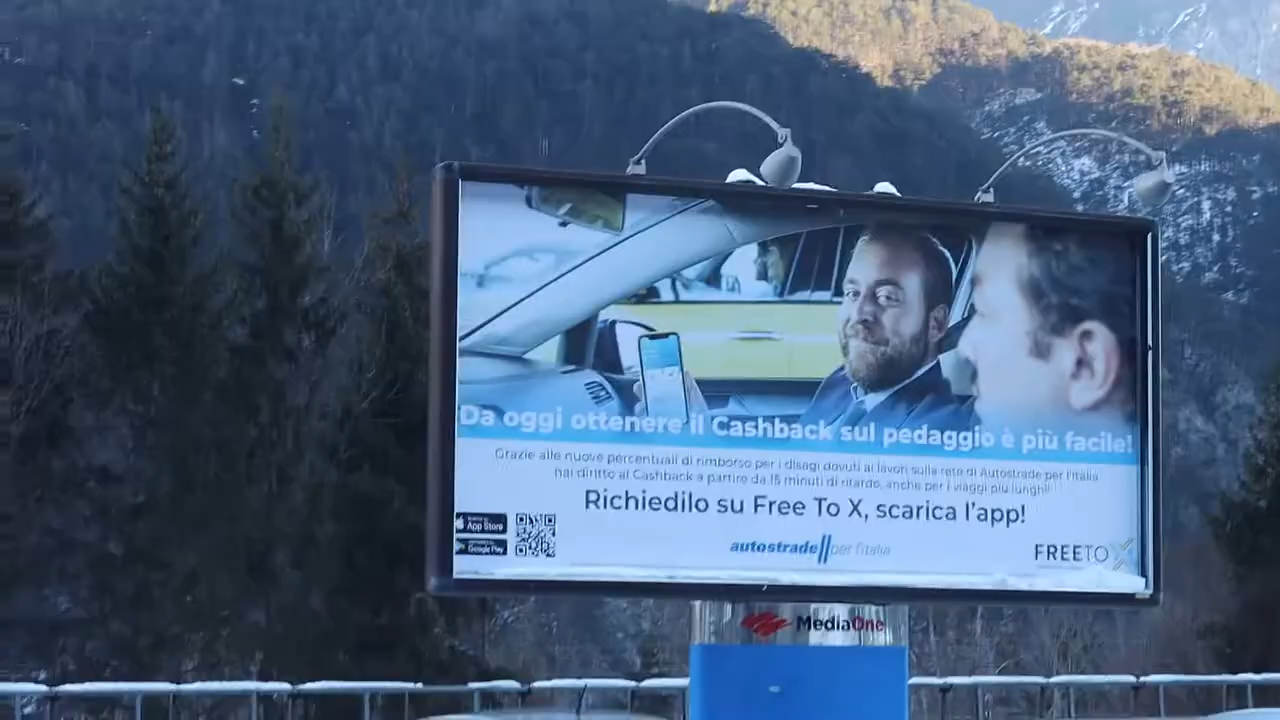 Da oggi ottenere il Cashback sul pedaggio è più facile!
Grazie alle nuove percentuali di rimborso per i disagi dovuti ai lavori sulla rete di Autostrade per l'Italia
hai diritto al Cashback a partire da 15 minuti di ritardo, anche per i viaggi più lunghi!
Richiedilo su Free To X, scarica l'app!
App Store
Google Play
autostrade per l'italia
FREETO X
MediaOne